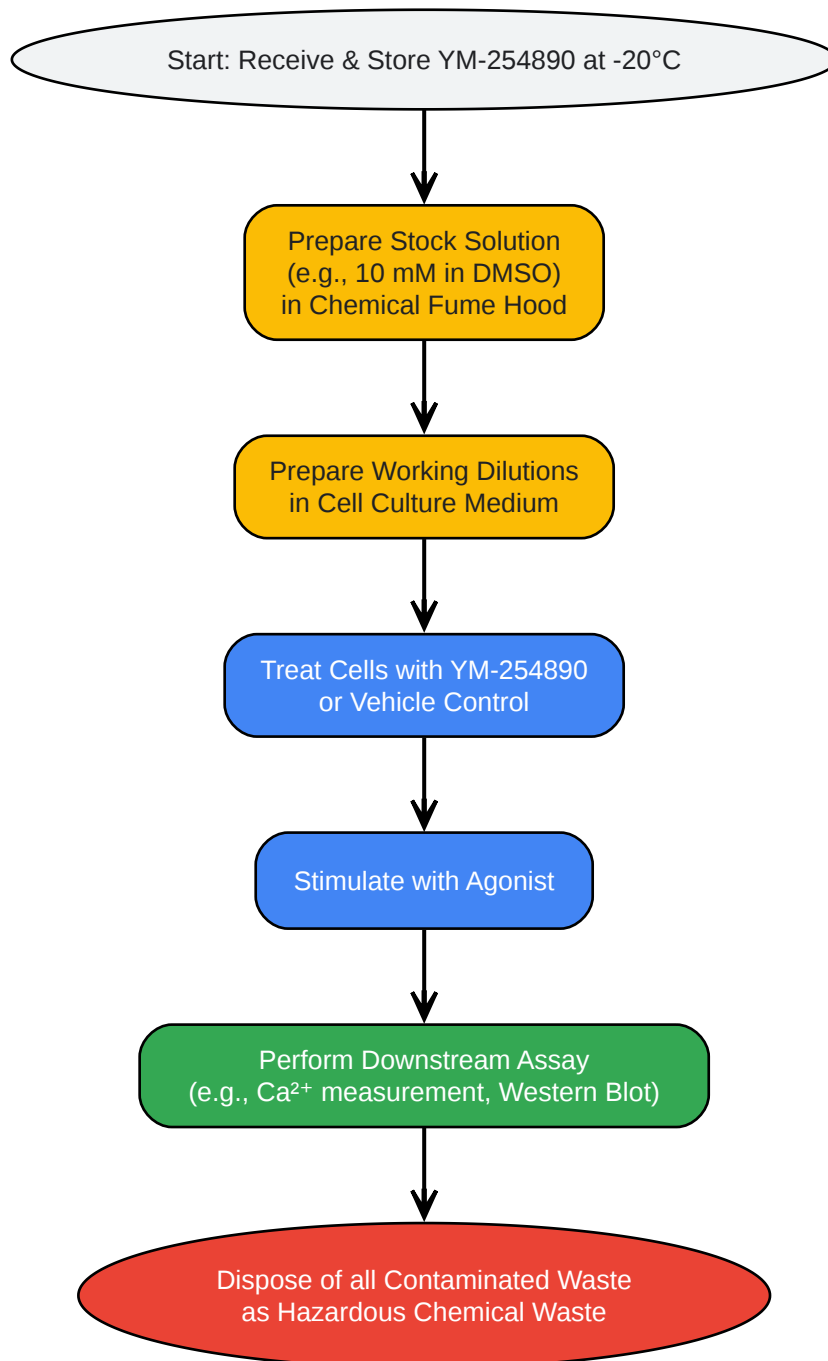 Start: Receive & Store YM-254890 at -20°C
Prepare Stock Solution
(e.g., 10 mM in DMSO)
in Chemical Fume Hood
Prepare Working Dilutions
in Cell Culture Medium
Treat Cells with YM-254890
or Vehicle Control
Stimulate with Agonist
Perform Downstream Assay
(e.g., Ca²⁺ measurement, Western Blot)
Dispose of all Contaminated Waste
as Hazardous Chemical Waste